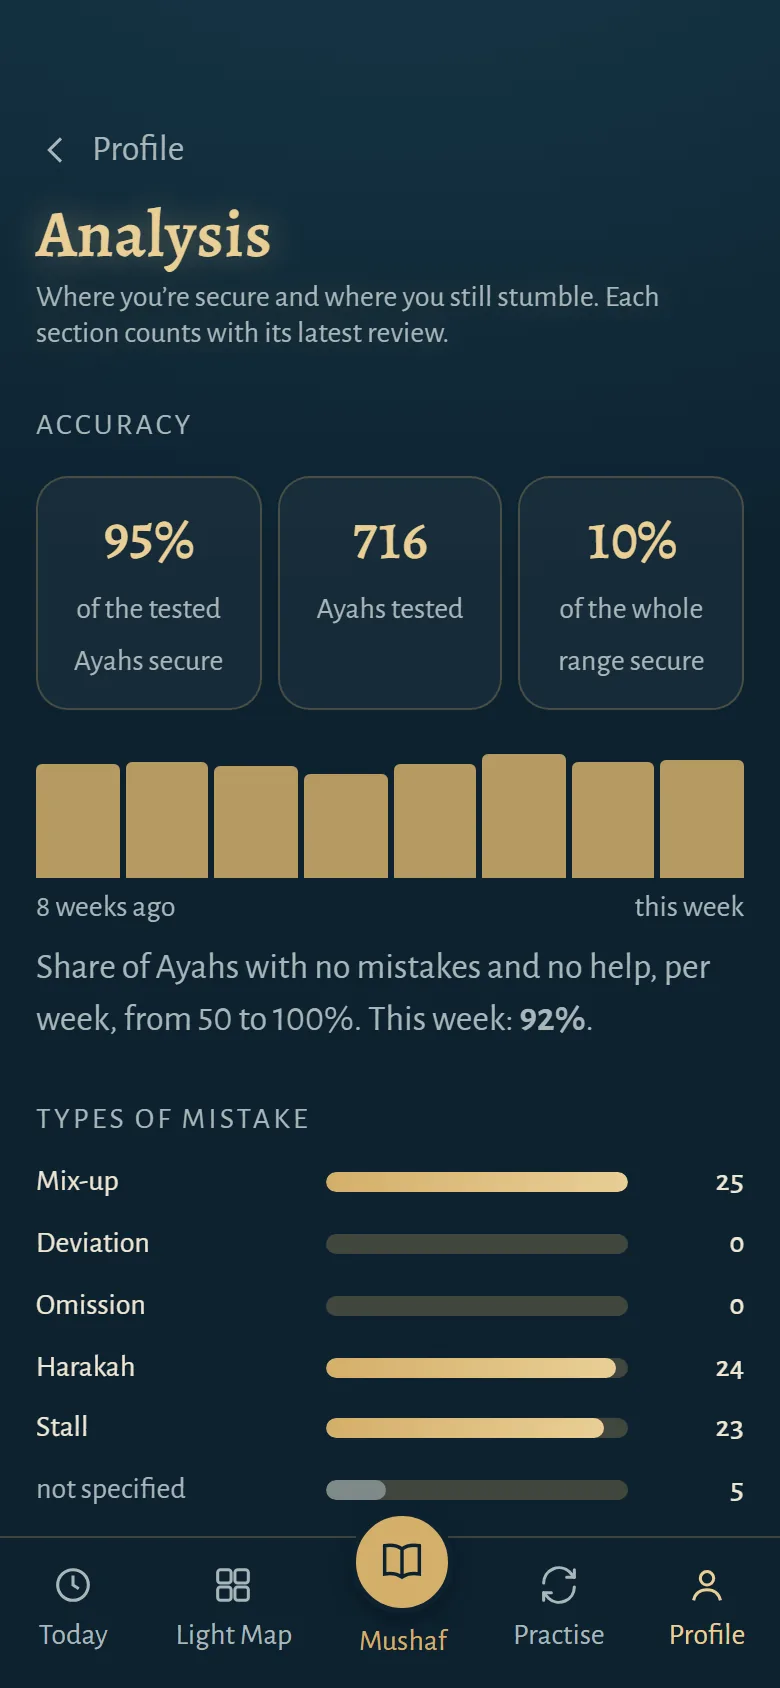 Profile
Analysis
Where you’re secure and where you still stumble. Each
section counts with its latest review.
ACCURACY
95%
of the tested
Ayahs secure
716
Ayahs tested
10%
of the whole
range secure
8 weeks ago
this week
Share of Ayahs with no mistakes and no help, per
week, from 50 to 100%. This week: 92%.
TYPES OF MISTAKE
Mix-up 25
Deviation 0
Omission 0
Harakah 24
Stall 23
not specified 5
Today
Light Map
Mushaf
Practise
Profile